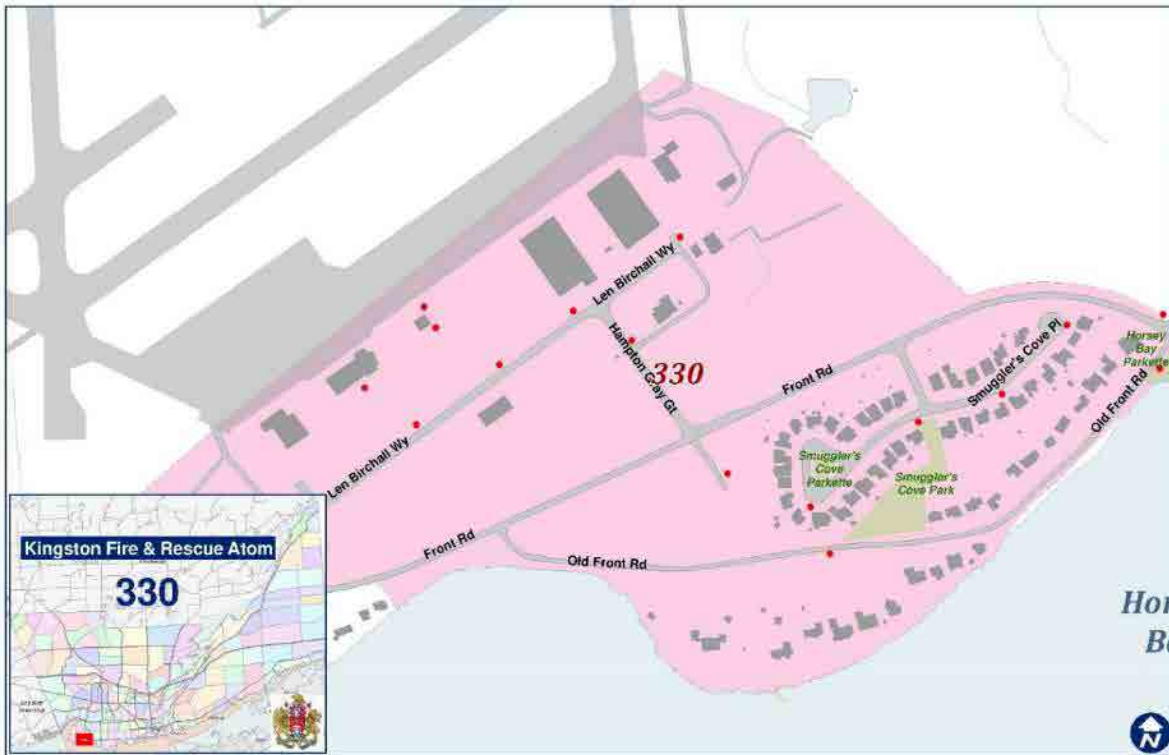 Len Birchall Wy
Hampton Gray Gt
330
Front Rd
Smuggler's Cove Pl
Horsey
Bay
Parkette
Old Front Rd
Len Birchall Wy
Smuggler's
Cove
Parkette
Smuggler's
Cove Park
Front Rd
Old Front Rd
Kingston Fire & Rescue Atom
330
Hor
B
N